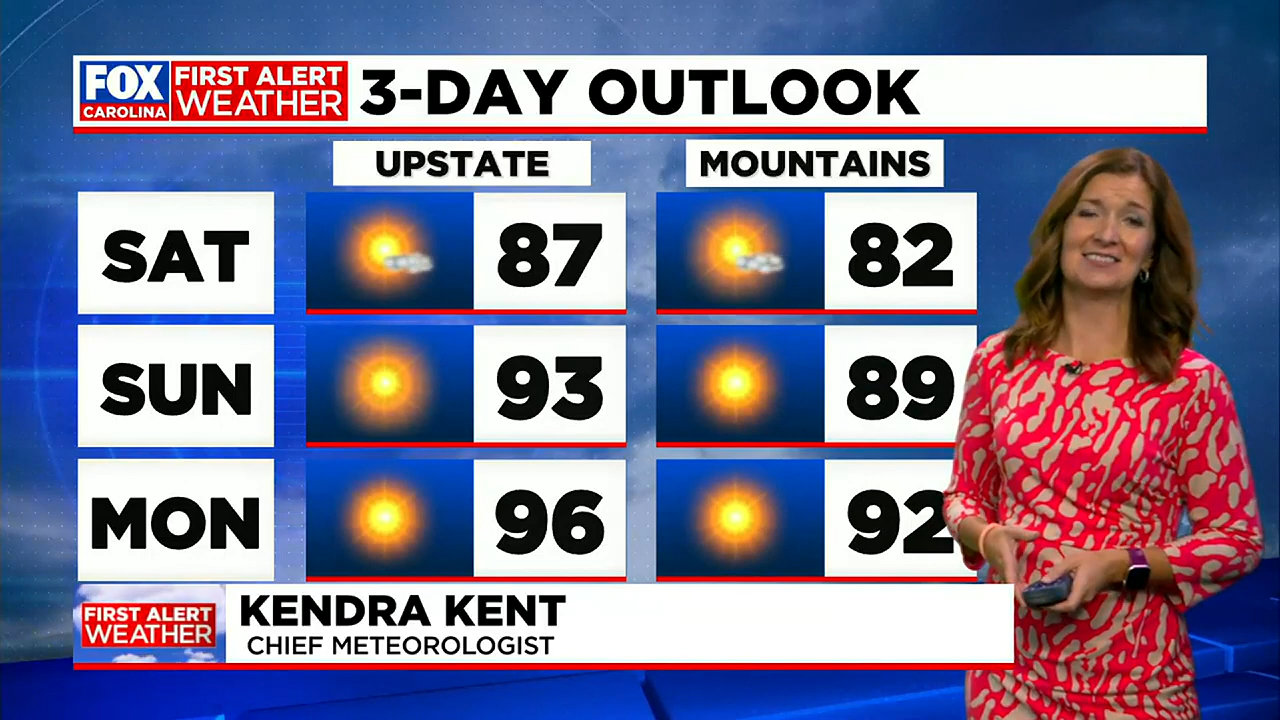 FOX
CAROLINA
FIRST ALERT
WEATHER
3-DAY OUTLOOK
UPSTATE
MOUNTAINS
SAT
87
82
SUN
93
89
MON
96
92
FIRST ALERT
WEATHER
KENDRA KENT
CHIEF METEOROLOGIST